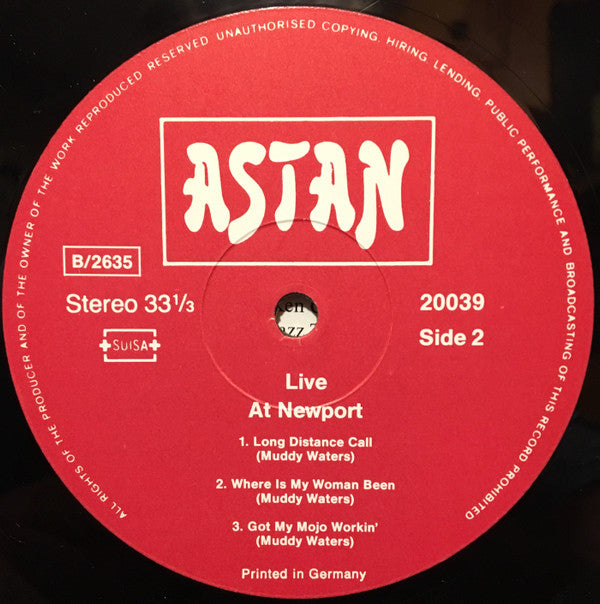 ALL RIGHTS OF THE PRODUCER AND OF THE OWNER OF THE WORK REPRODUCED RESERVED UNAUTHORISED COPYING, HIRING, LENDING, PUBLIC PERFORMANCE AND BROADCASTING OF THIS RECORD PROHIBITED
ASTAN
B/2635
Stereo 33 1/3
20039
SUISA
Side 2
Live
At Newport
1. Long Distance Call
(Muddy Waters)
2. Where Is My Woman Been
(Muddy Waters)
3. Got My Mojo Workin'
(Muddy Waters)
Printed in Germany